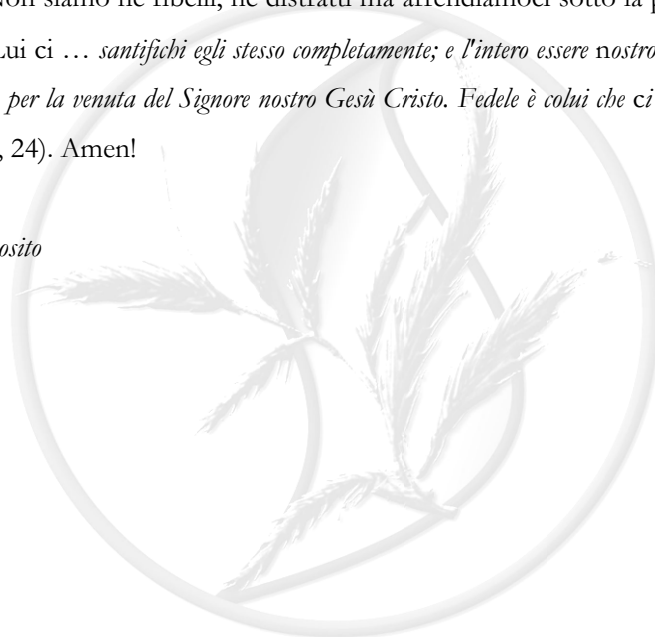 siamo né ribelli, né distratti ma arrendiamoci sotto la
Lui ci … santifichi egli stesso completamente; e l'intero essere nostro
per la venuta del Signore nostro Gesù Cristo. Fedele è colui che ci
, 24). Amen!
osito